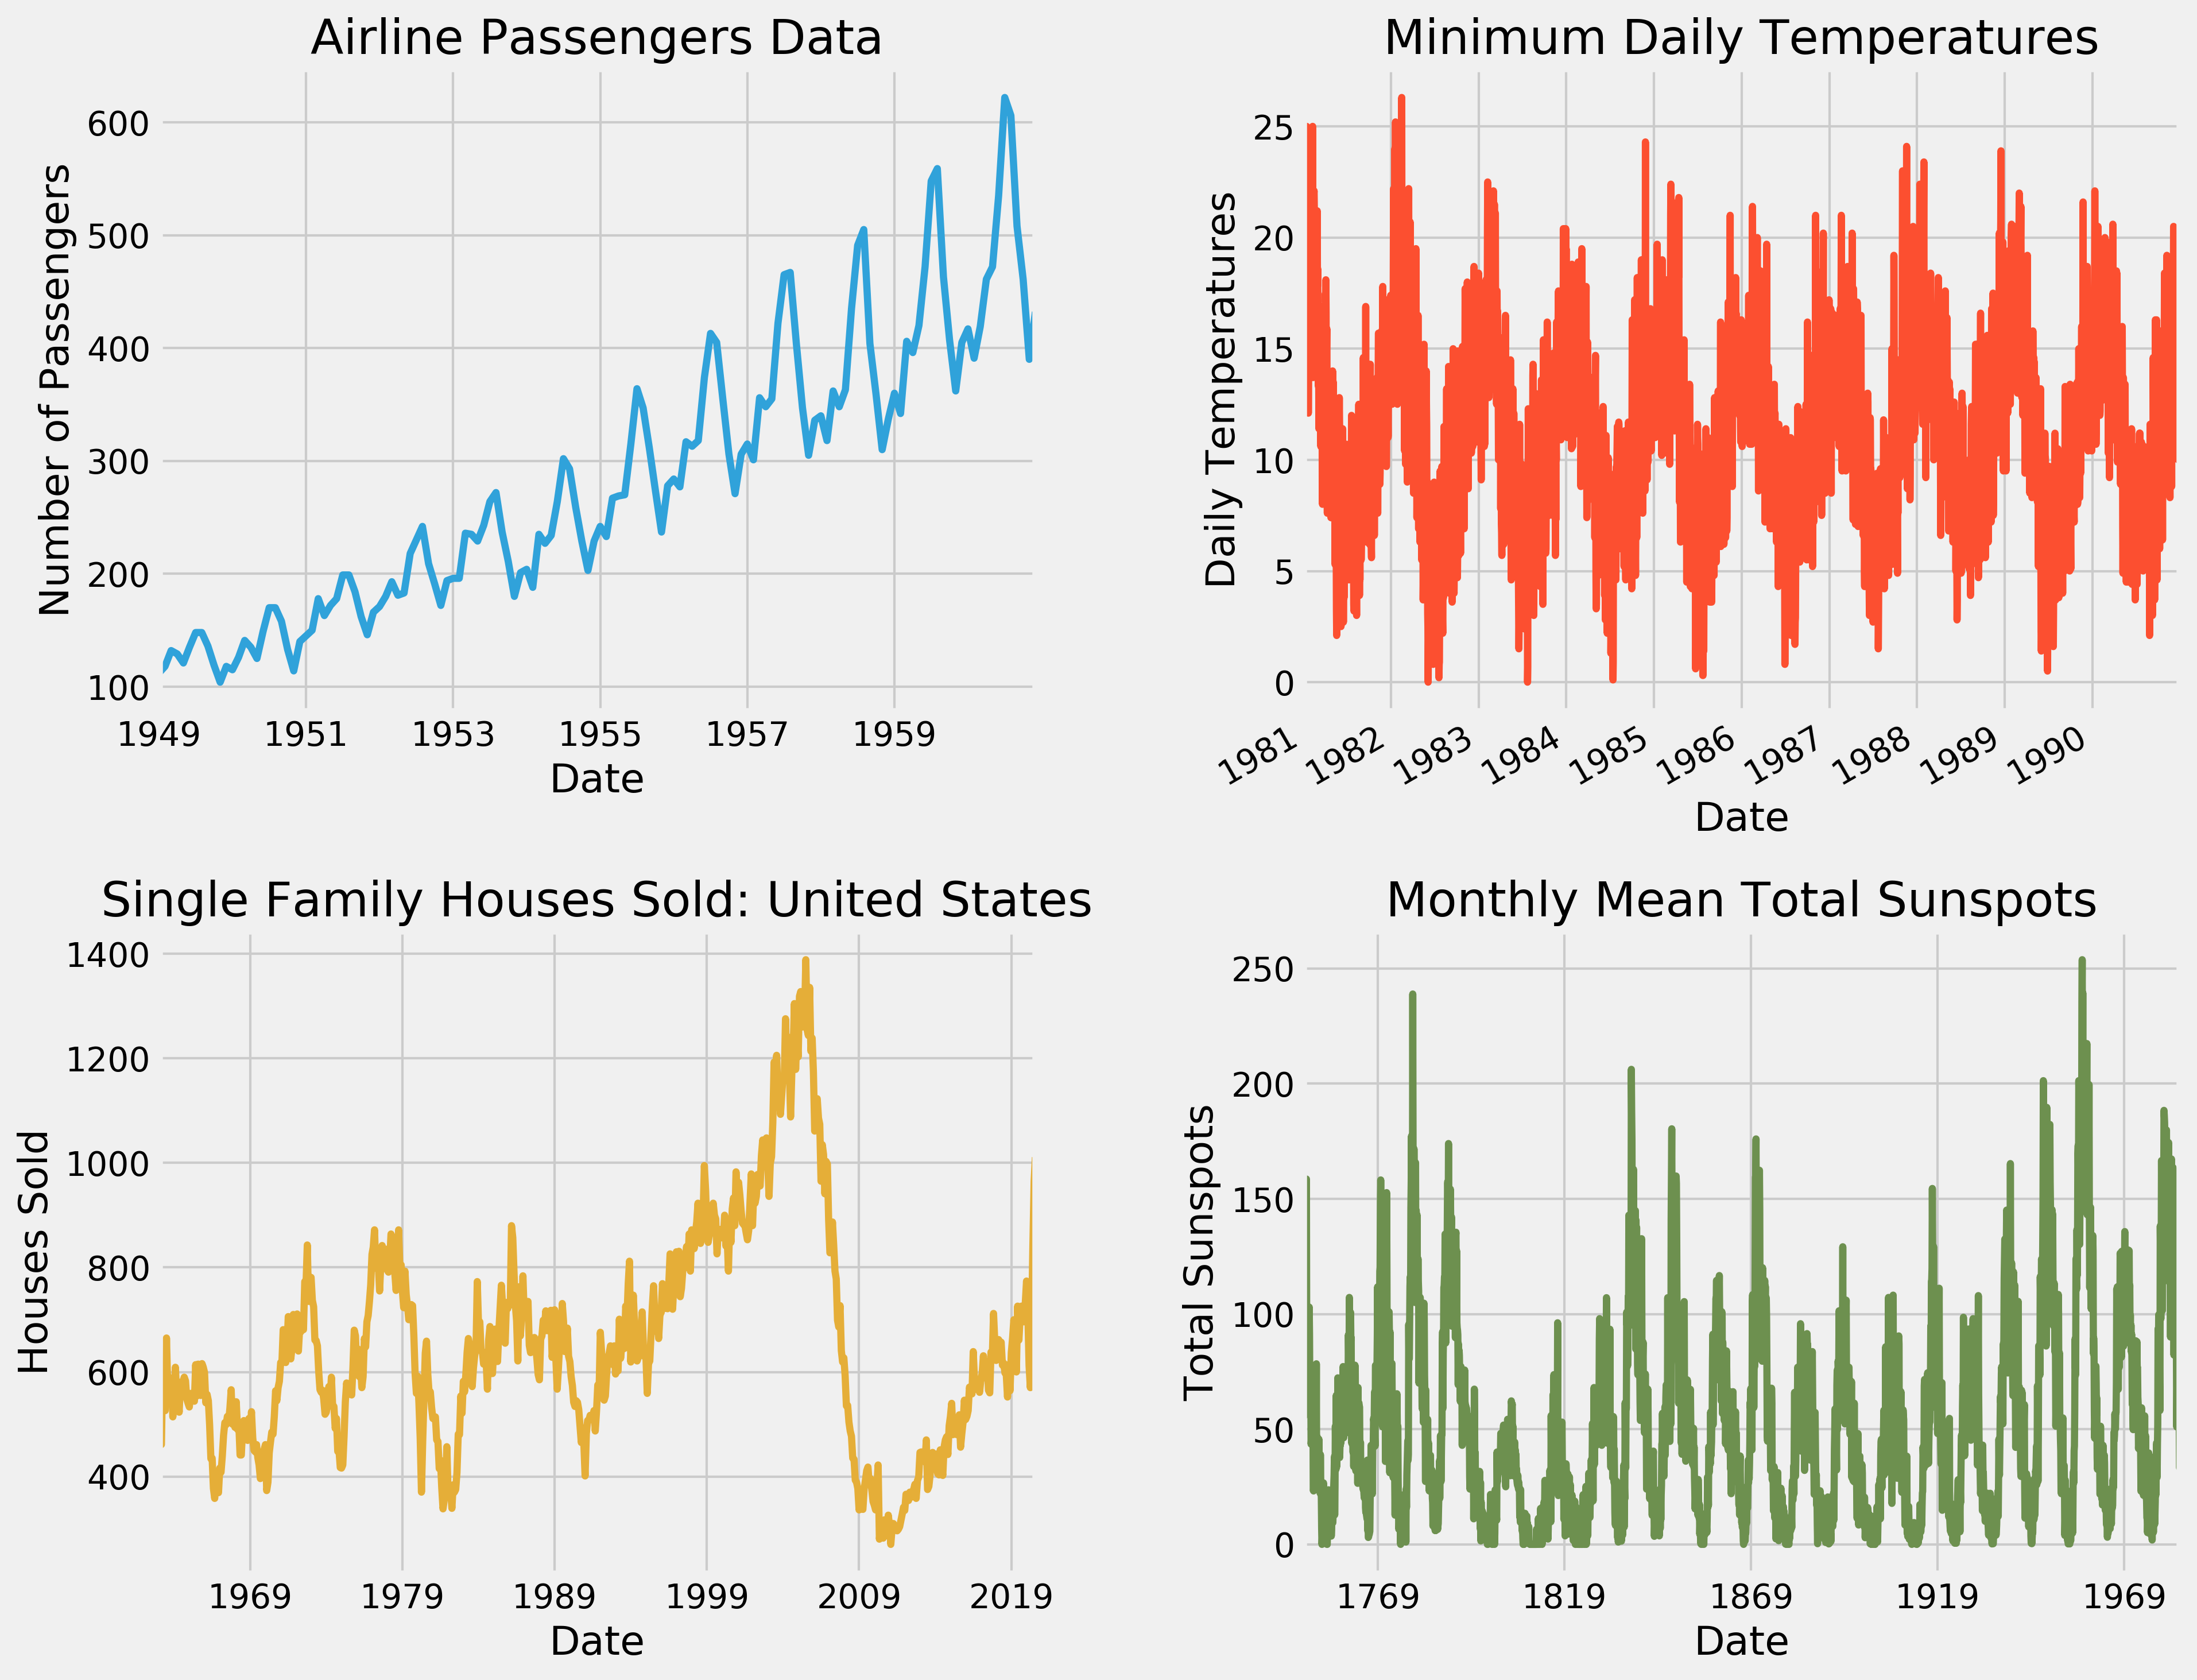 Airline Passengers Data
600
500
400
300
200
100
Number of Passengers
1949 1951 1953 1955 1957 1959
Date
Minimum Daily Temperatures
25
20
15
10
5
0
Daily Temperatures
1981 1982 1983 1984 1985 1986 1987 1988 1989 1990
Date
Single Family Houses Sold: United States
1400
1200
1000
800
600
400
Houses Sold
1969 1979 1989 1999 2009 2019
Date
Monthly Mean Total Sunspots
250
200
150
100
50
0
Total Sunspots
1769 1819 1869 1919 1969
Date